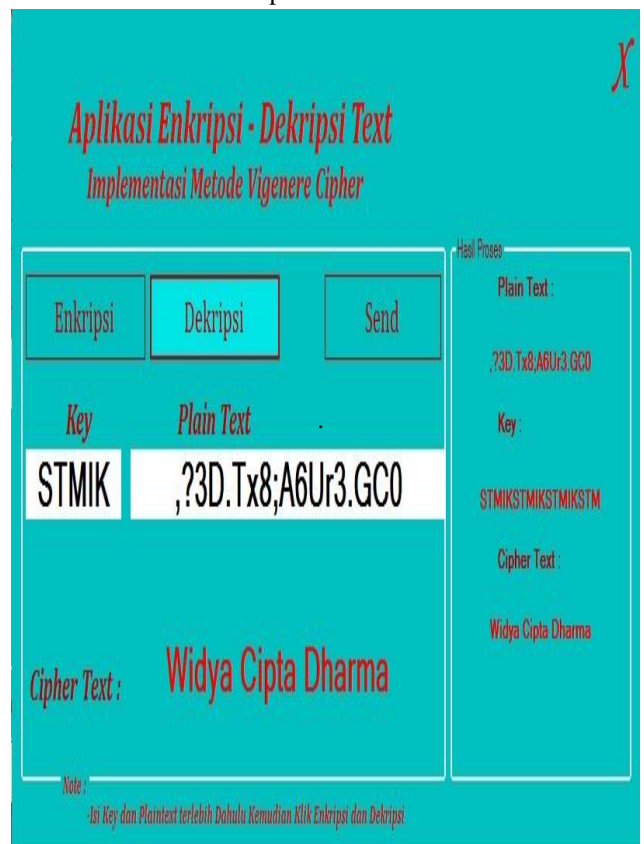 X
Aplikasi Enkripsi - Dekripsi Text
Implementasi Metode Vigenere Cipher
Enkripsi Dekripsi Send
Key Plain Text .
STMIK ,?3D.Tx8;A6Ur3.GC0
Cipher Text : Widya Cipta Dharma
Hasil Proses
Plain Text :
,?3D.Tx8;A6Ur3.GC0
Key :
STMIKSTMIKSTMIKSTM
Cipher Text :
Widya Cipta Dharma
Note :
-Isi Key dan Plaintext terlebih Dahulu Kemudian Klik Enkripsi dan Dekripsi